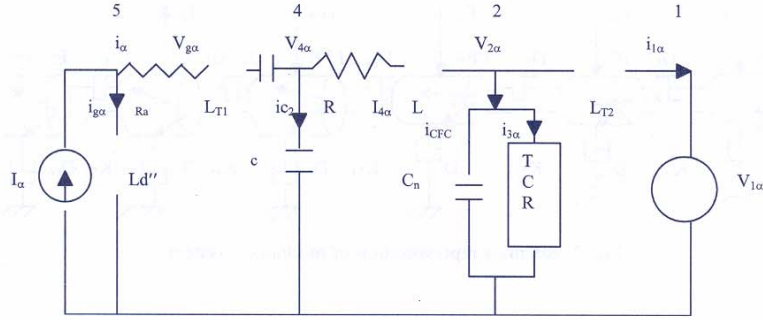 5 4 2 1
iα Vgα V4α V2α i1α
igα Ra LT1 ic2 R I4α L LT2
iCFC i3α
c
Iα Ld'' Cn T C R V1α